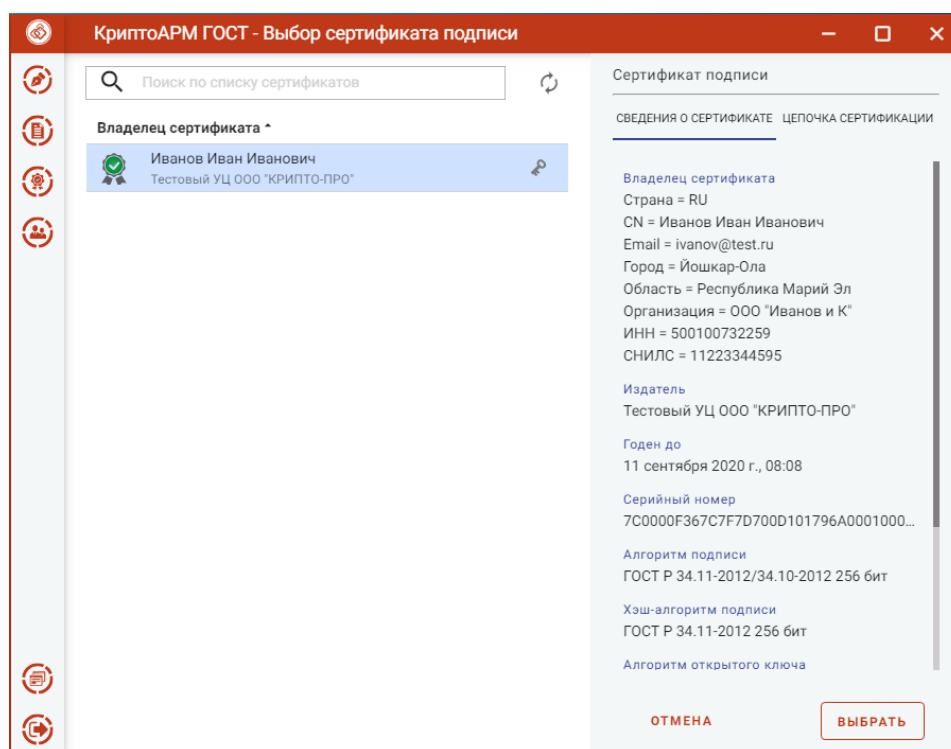 КриптоАРМ ГОСТ - Выбор сертификата подписи
Поиск по списку сертификатов
Владелец сертификата
Иванов Иван Иванович
Тестовый УЦ ООО "КРИПТО-ПРО"
Сертификат подписи
СВЕДЕНИЯ О СЕРТИФИКАТЕ ЦЕПОЧКА СЕРТИФИКАЦИИ
Владелец сертификата
Страна = RU
CN = Иванов Иван Иванович
Email = ivanov@test.ru
Город = Йошкар-Ола
Область = Республика Марий Эл
Организация = ООО "Иванов и К"
ИНН = 500100732259
СНИЛС = 11223344595
Издатель
Тестовый УЦ ООО "КРИПТО-ПРО"
Годен до
11 сентября 2020 г., 08:08
Серийный номер
7C0000F367C7F7D700D101796A0001000...
Алгоритм подписи
ГОСТ Р 34.11-2012/34.10-2012 256 бит
Хэш-алгоритм подписи
ГОСТ Р 34.11-2012 256 бит
Алгоритм открытого ключа
ОТМЕНА ВЫБРАТЬ